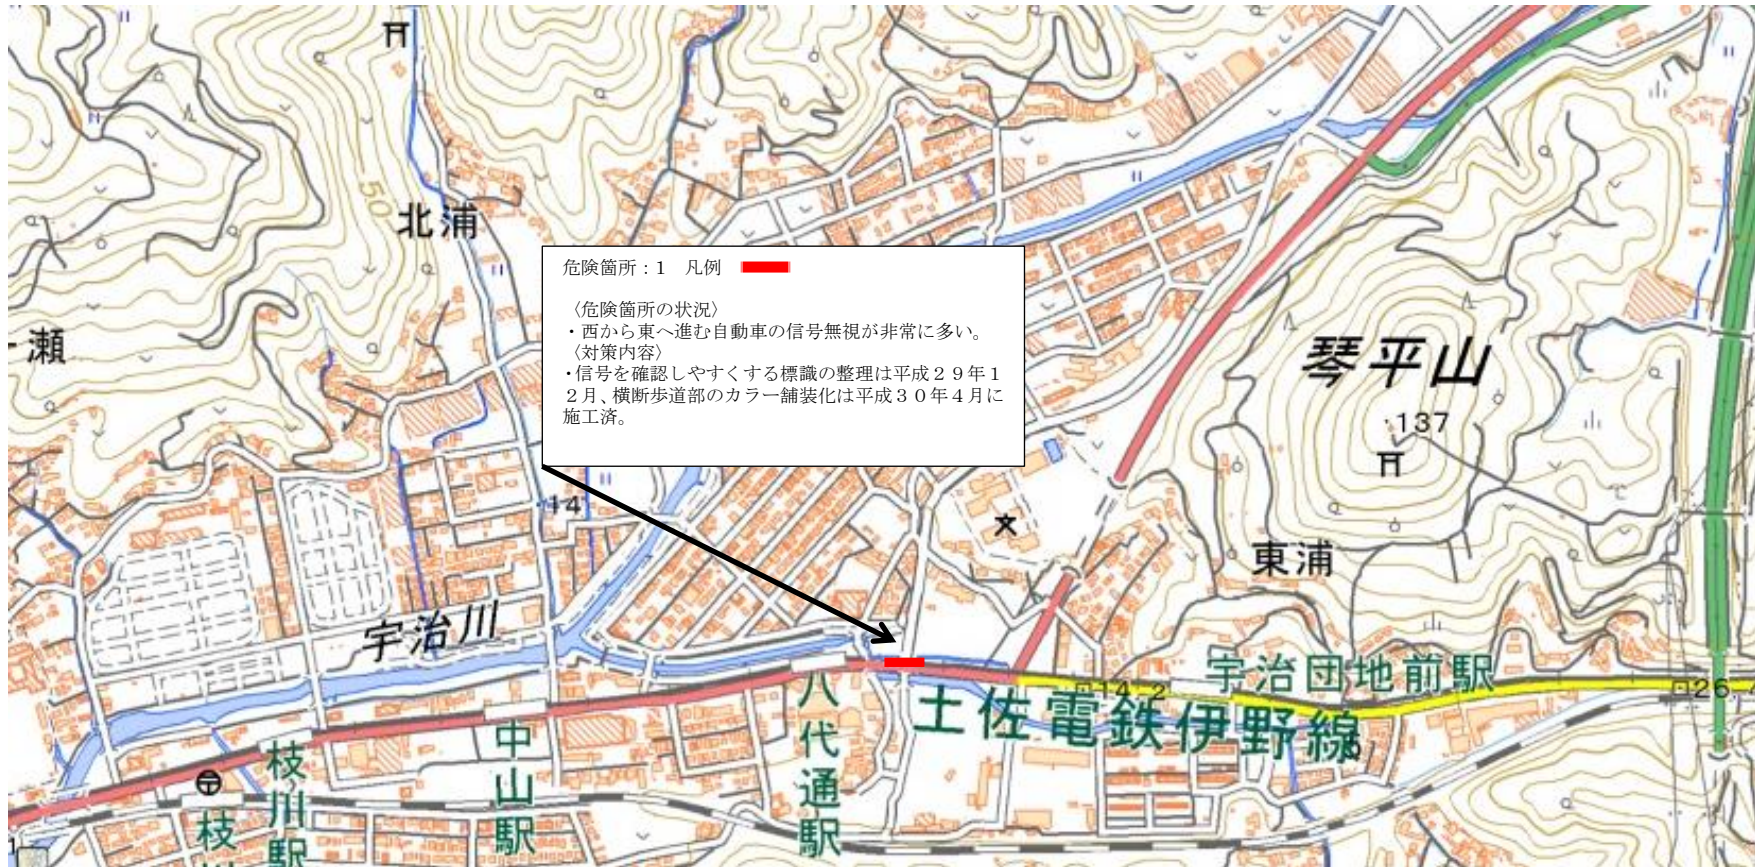 北浦
50
危険箇所：1　凡例
〈危険箇所の状況〉
・西から東へ進む自動車の信号無視が非常に多い。
〈対策内容〉
・信号を確認しやすくする標識の整理は平成２９年１
２月、横断歩道部のカラー舗装化は平成３０年４月に
施工済。
瀬
琴平山
137
14
文
東浦
宇治川
宇治団地前駅
14.2
26.
八代通駅
土佐電鉄伊野線
中山駅
枝川駅
枝